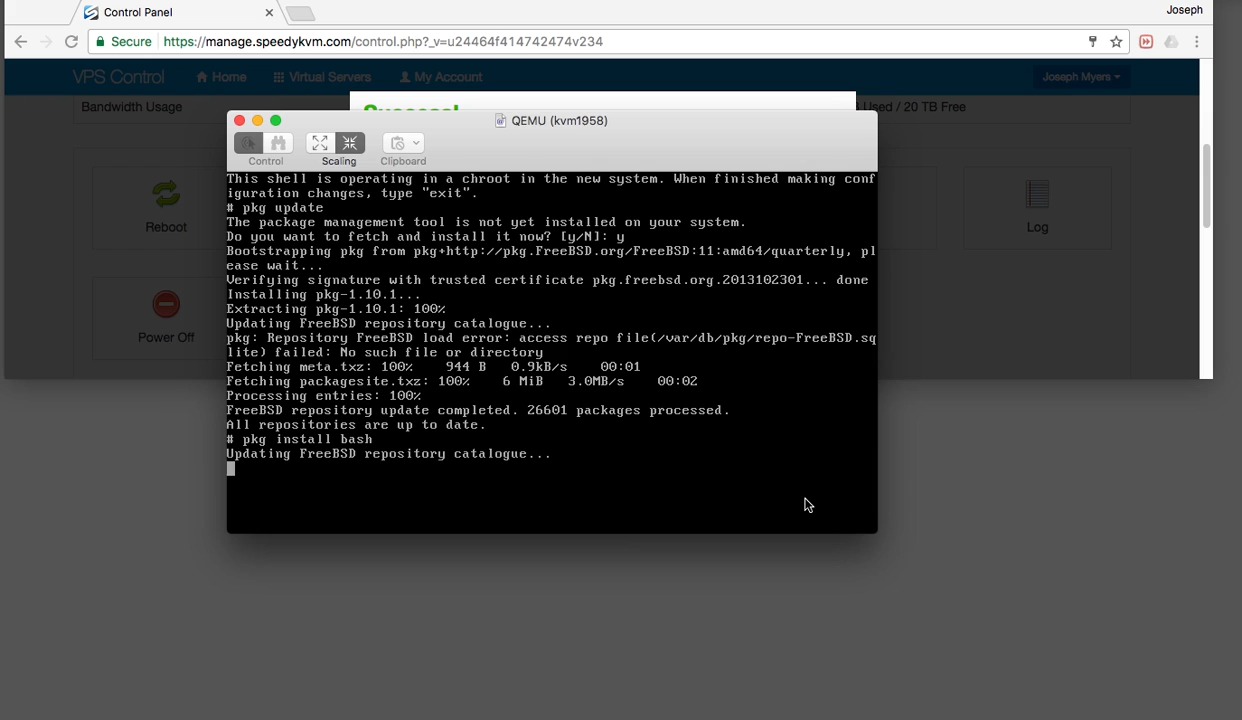 Control Panel
Joseph
Secure
https://manage.speedykvm.com/control.php?_v=u24464f414742474v234
VPS Control
Home
Virtual Servers
My Account
Joseph Myers
Bandwidth Usage
Used / 20 TB Free
QEMU (kvm1958)
Control
Scaling
Clipboard
Reboot
Log
Power Off
This shell is operating in a chroot in the new system. When finished making conf
iguration changes, type "exit".
# pkg update
The package management tool is not yet installed on your system.
Do you want to fetch and install it now? [y/N]: y
Bootstrapping pkg from pkg+http://pkg.FreeBSD.org/FreeBSD:11:amd64/quarterly, pl
ease wait...
Verifying signature with trusted certificate pkg.freebsd.org.2013102301... done
Installing pkg-1.10.1...
Extracting pkg-1.10.1: 100%
Updating FreeBSD repository catalogue...
pkg: Repository FreeBSD load error: access repo file(/var/db/pkg/repo-FreeBSD.sq
lite) failed: No such file or directory
Fetching meta.txz: 100% 944 B 0.9kB/s 00:01
Fetching packagesite.txz: 100% 6 MiB 3.0MB/s 00:02
Processing entries: 100%
FreeBSD repository update completed. 26601 packages processed.
All repositories are up to date.
# pkg install bash
Updating FreeBSD repository catalogue...